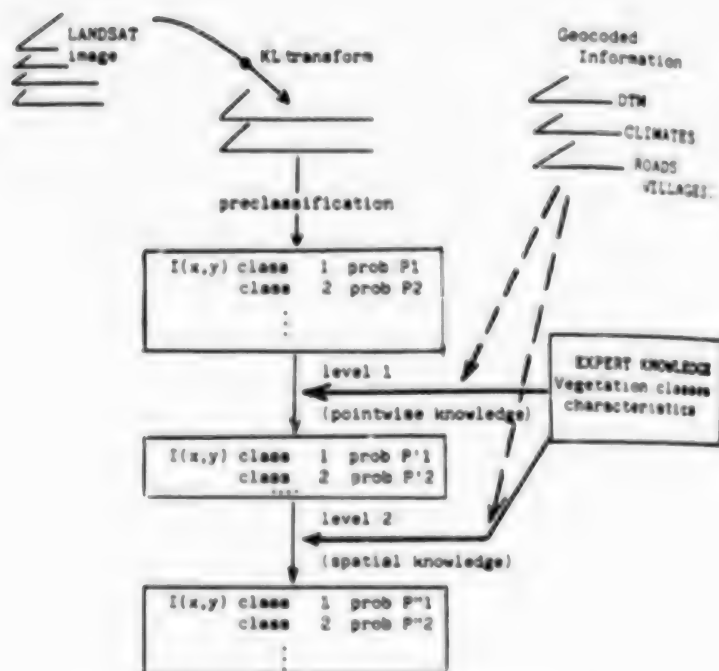 LANDSAT
image
KL transform
Geocoded
Information
DTM
CLIMATES
ROADS
VILLAGES.
preclassification
I(x,y) class 1 prob P1
class 2 prob P2
⋮
level 1
(pointwise knowledge)
EXPERT KNOWLEDGE
Vegetation classes
characteristics
I(x,y) class 1 prob P'1
class 2 prob P'2
....
level 2
(spatial knowledge)
I(x,y) class 1 prob P"1
class 2 prob P"2
⋮